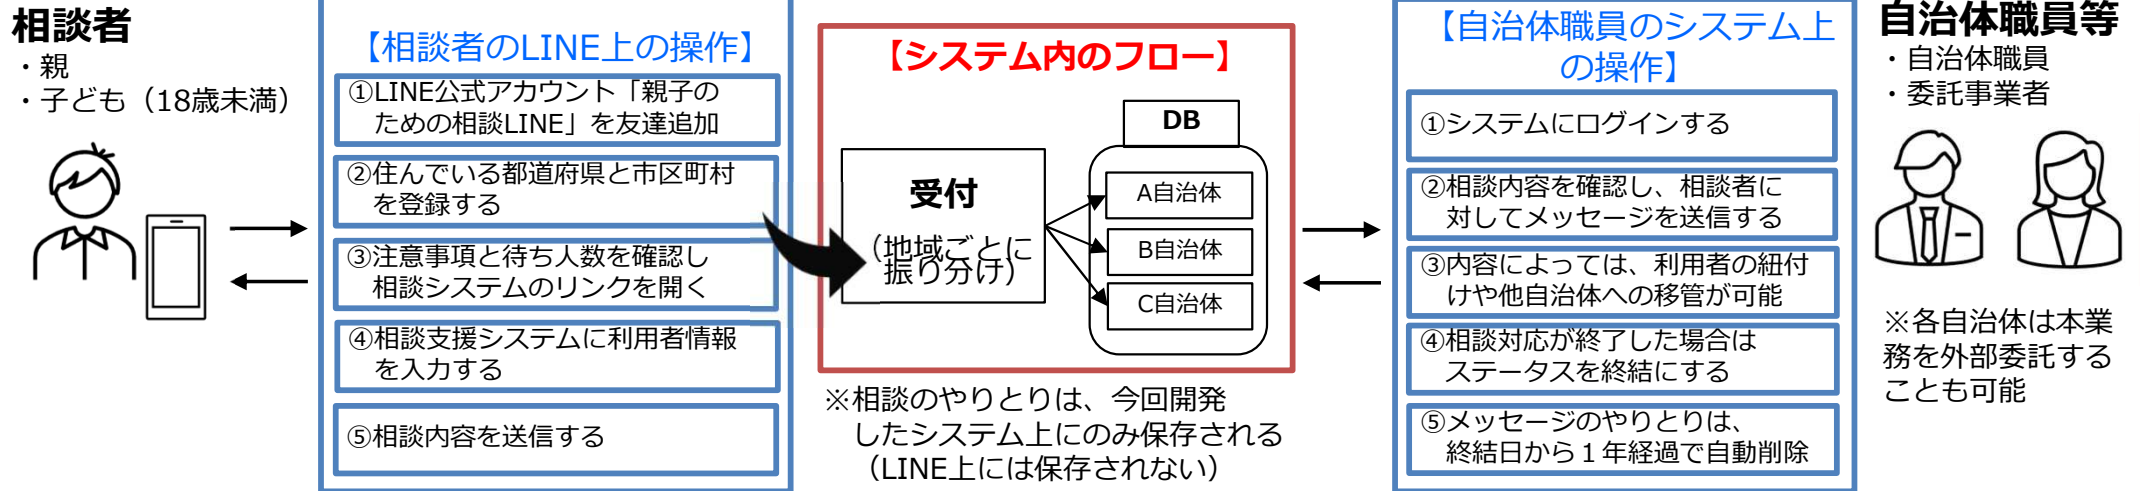 相談者
・親
・子ども（18歳未満）
【相談者のLINE上の操作】
①LINE公式アカウント「親子の
ための相談LINE」を友達追加
②住んでいる都道府県と市区町村
を登録する
③注意事項と待ち人数を確認し
相談システムのリンクを開く
④相談支援システムに利用者情報
を入力する
⑤相談内容を送信する
【システム内のフロー】
受付
（地域ごとに
振り分け）
DB
A自治体
B自治体
C自治体
※相談のやりとりは、今回開発
したシステム上にのみ保存される
（LINE上には保存されない）
【自治体職員のシステム上
の操作】
①システムにログインする
②相談内容を確認し、相談者に
対してメッセージを送信する
③内容によっては、利用者の紐付
けや他自治体への移管が可能
④相談対応が終了した場合は
ステータスを終結にする
⑤メッセージのやりとりは、
終結日から１年経過で自動削除
自治体職員等
・自治体職員
・委託事業者
※各自治体は本業
務を外部委託する
ことも可能